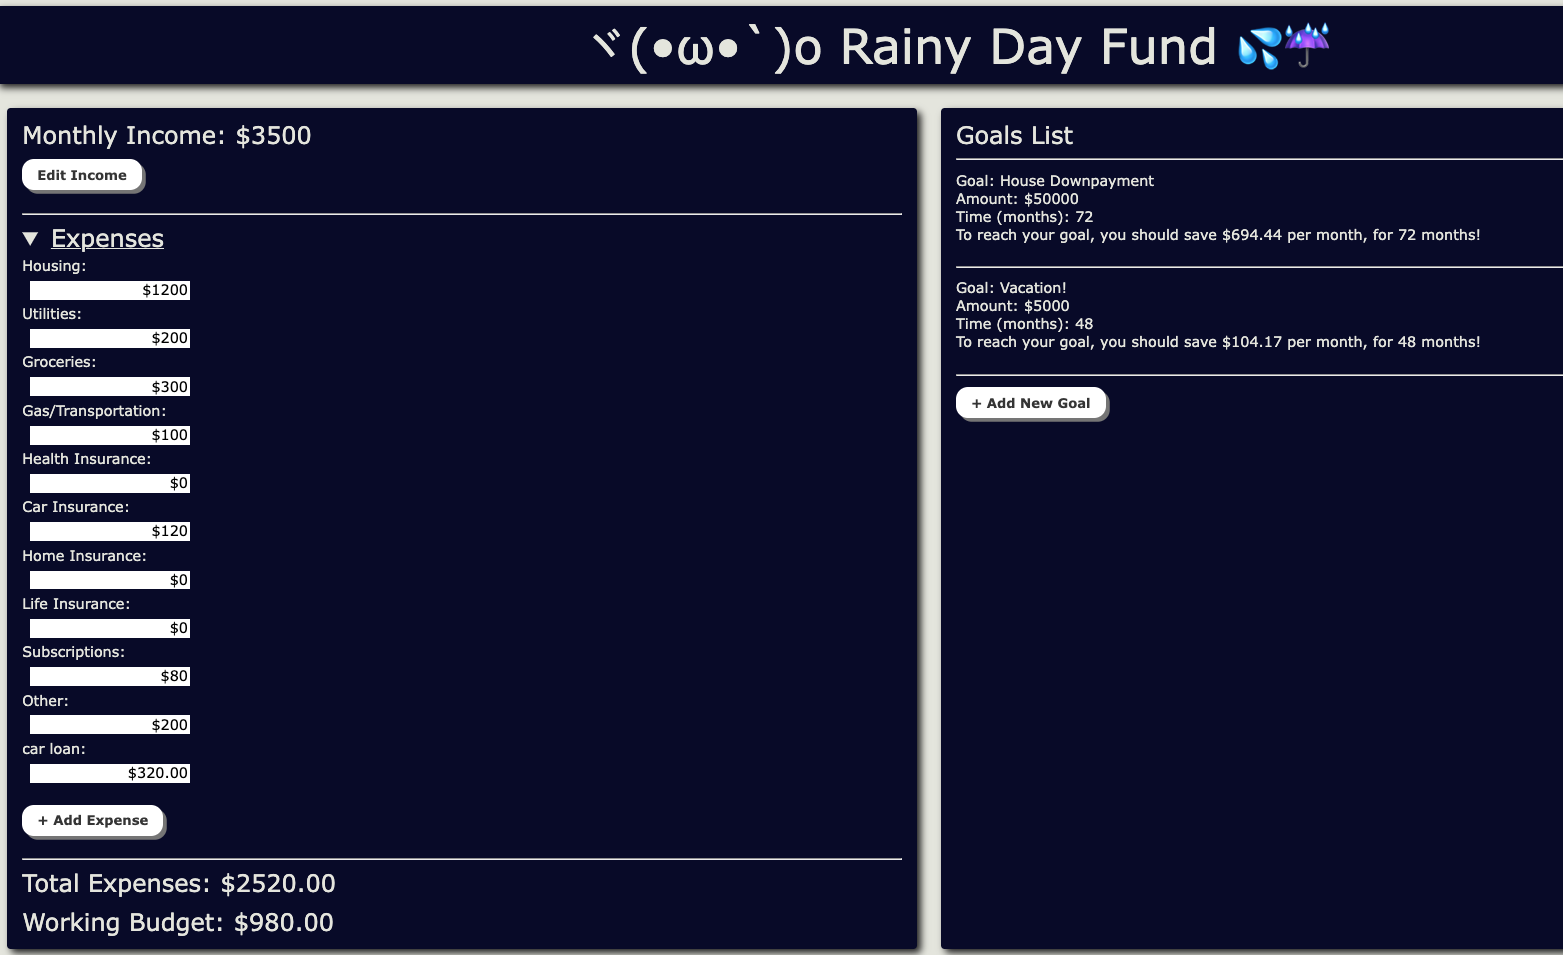 ヾ(•ω•`)o Rainy Day Fund 💦☔
Monthly Income: $3500
Edit Income
▼ Expenses
Housing:
$1200
Utilities:
$200
Groceries:
$300
Gas/Transportation:
$100
Health Insurance:
$0
Car Insurance:
$120
Home Insurance:
$0
Life Insurance:
$0
Subscriptions:
$80
Other:
$200
car loan:
$320.00
+ Add Expense
Total Expenses: $2520.00
Working Budget: $980.00
Goals List
Goal: House Downpayment
Amount: $50000
Time (months): 72
To reach your goal, you should save $694.44 per month, for 72 months!
Goal: Vacation!
Amount: $5000
Time (months): 48
To reach your goal, you should save $104.17 per month, for 48 months!
+ Add New Goal